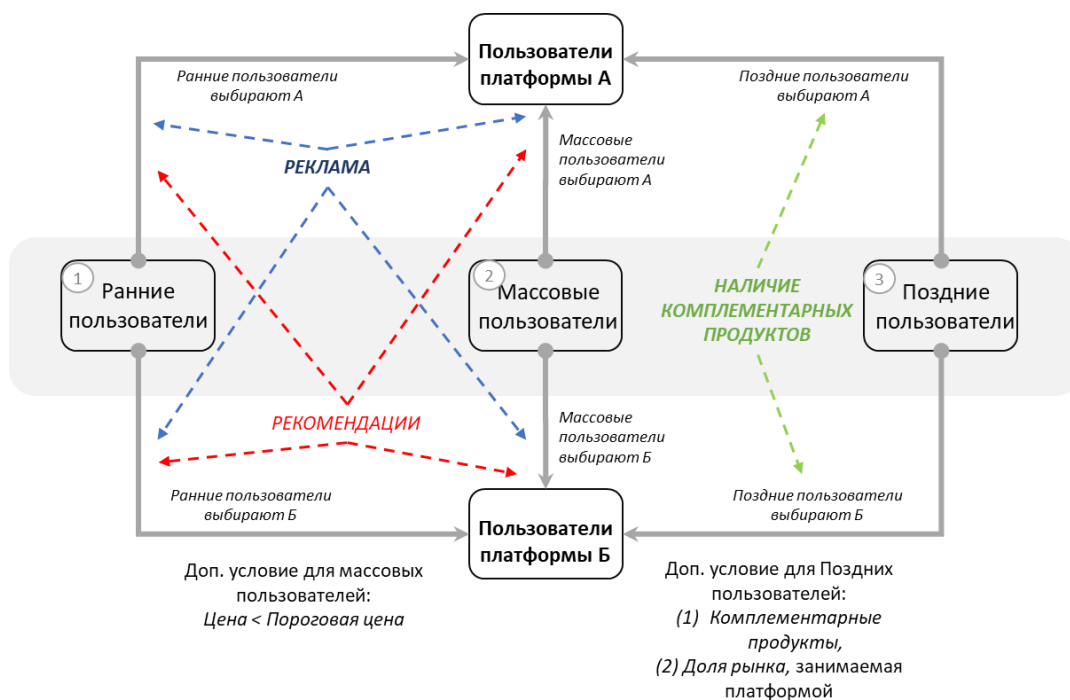 Пользователи
платформы А
Ранние пользователи
выбирают А
Поздние пользователи
выбирают А
Массовые
пользователи
выбирают А
РЕКЛАМА
1
Ранние
пользователи
2
Массовые
пользователи
НАЛИЧИЕ
КОМПЛЕМЕНТАРНЫХ
ПРОДУКТОВ
3
Поздние
пользователи
РЕКОМЕНДАЦИИ
Массовые
пользователи
выбирают Б
Ранние пользователи
выбирают Б
Поздние пользователи
выбирают Б
Пользователи
платформы Б
Доп. условие для массовых
пользователей:
Цена < Пороговая цена
Доп. условие для Поздних
пользователей:
(1) Комплементарные
продукты,
(2) Доля рынка, занимаемая
платформой